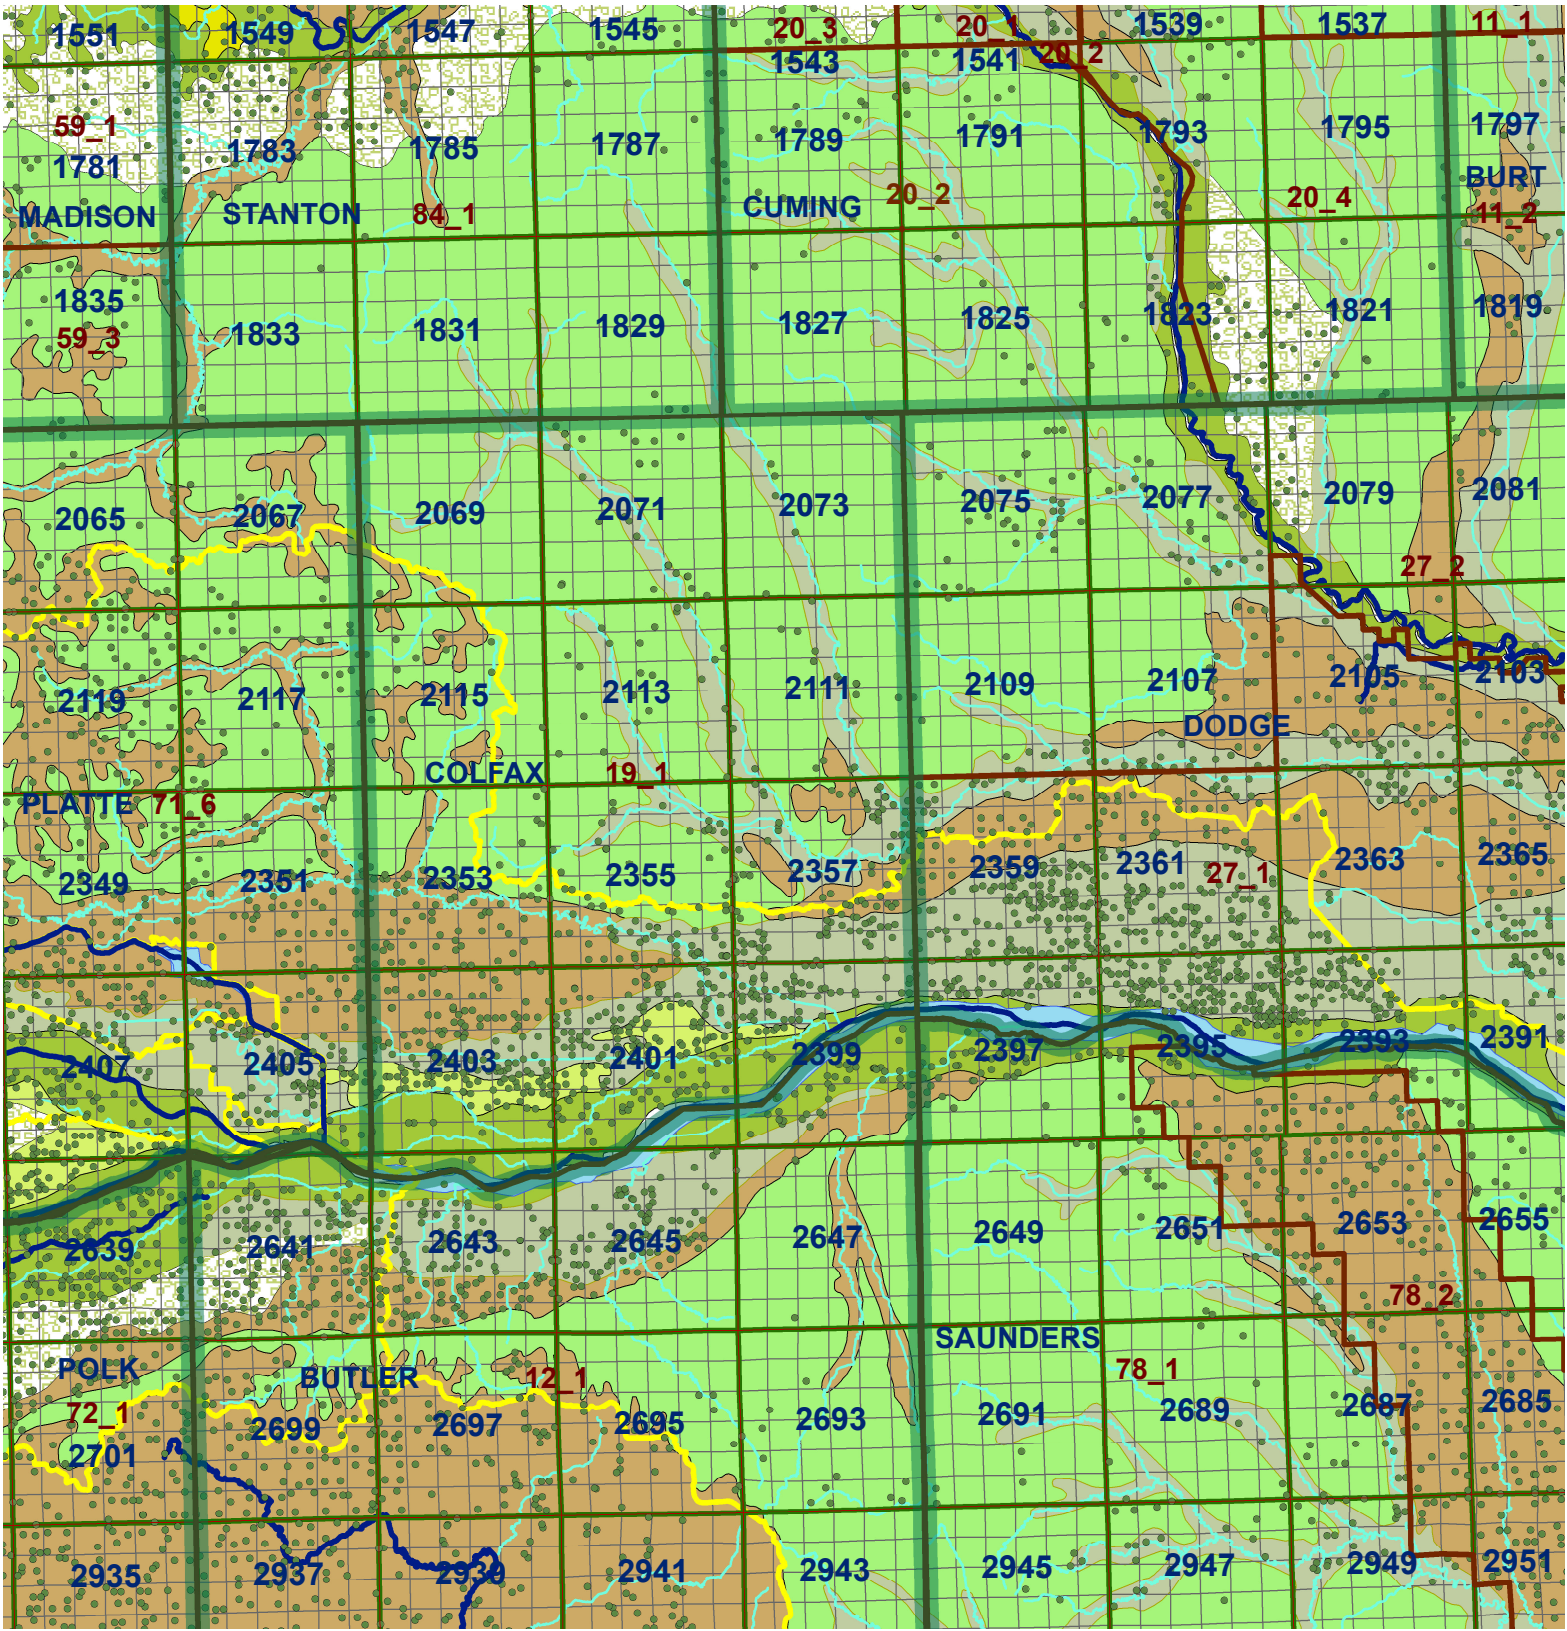 1551 1549 1547 1545 20_3 20_1 1539 1537 11_1
1543 1541 20_2
59_1 1783 1785 1787 1789 1791 1793 1795 1797
1781 BURT
MADISON STANTON 84_1 CUMING 20_2 20_4 11_2
1835 1833 1831 1829 1827 1825 1823 1821 1819
59_3
2065 2067 2069 2071 2073 2075 2077 2079 2081
27_2
2119 2117 2115 2113 2111 2109 2107 2105 2103
DODGE
COLFAX 19_1
PLATTE 71_6
2349 2351 2353 2355 2357 2359 2361 27_1 2363 2365
2407 2405 2403 2401 2399 2397 2395 2393 2391
2639 2641 2643 2645 2647 2649 2651 2653 2655
78_2
SAUNDERS
POLK BUTLER 12_1 78_1
72_1 2699 2697 2695 2693 2691 2689 2687 2685
2701
2935 2937 2939 2941 2943 2945 2947 2949 2951